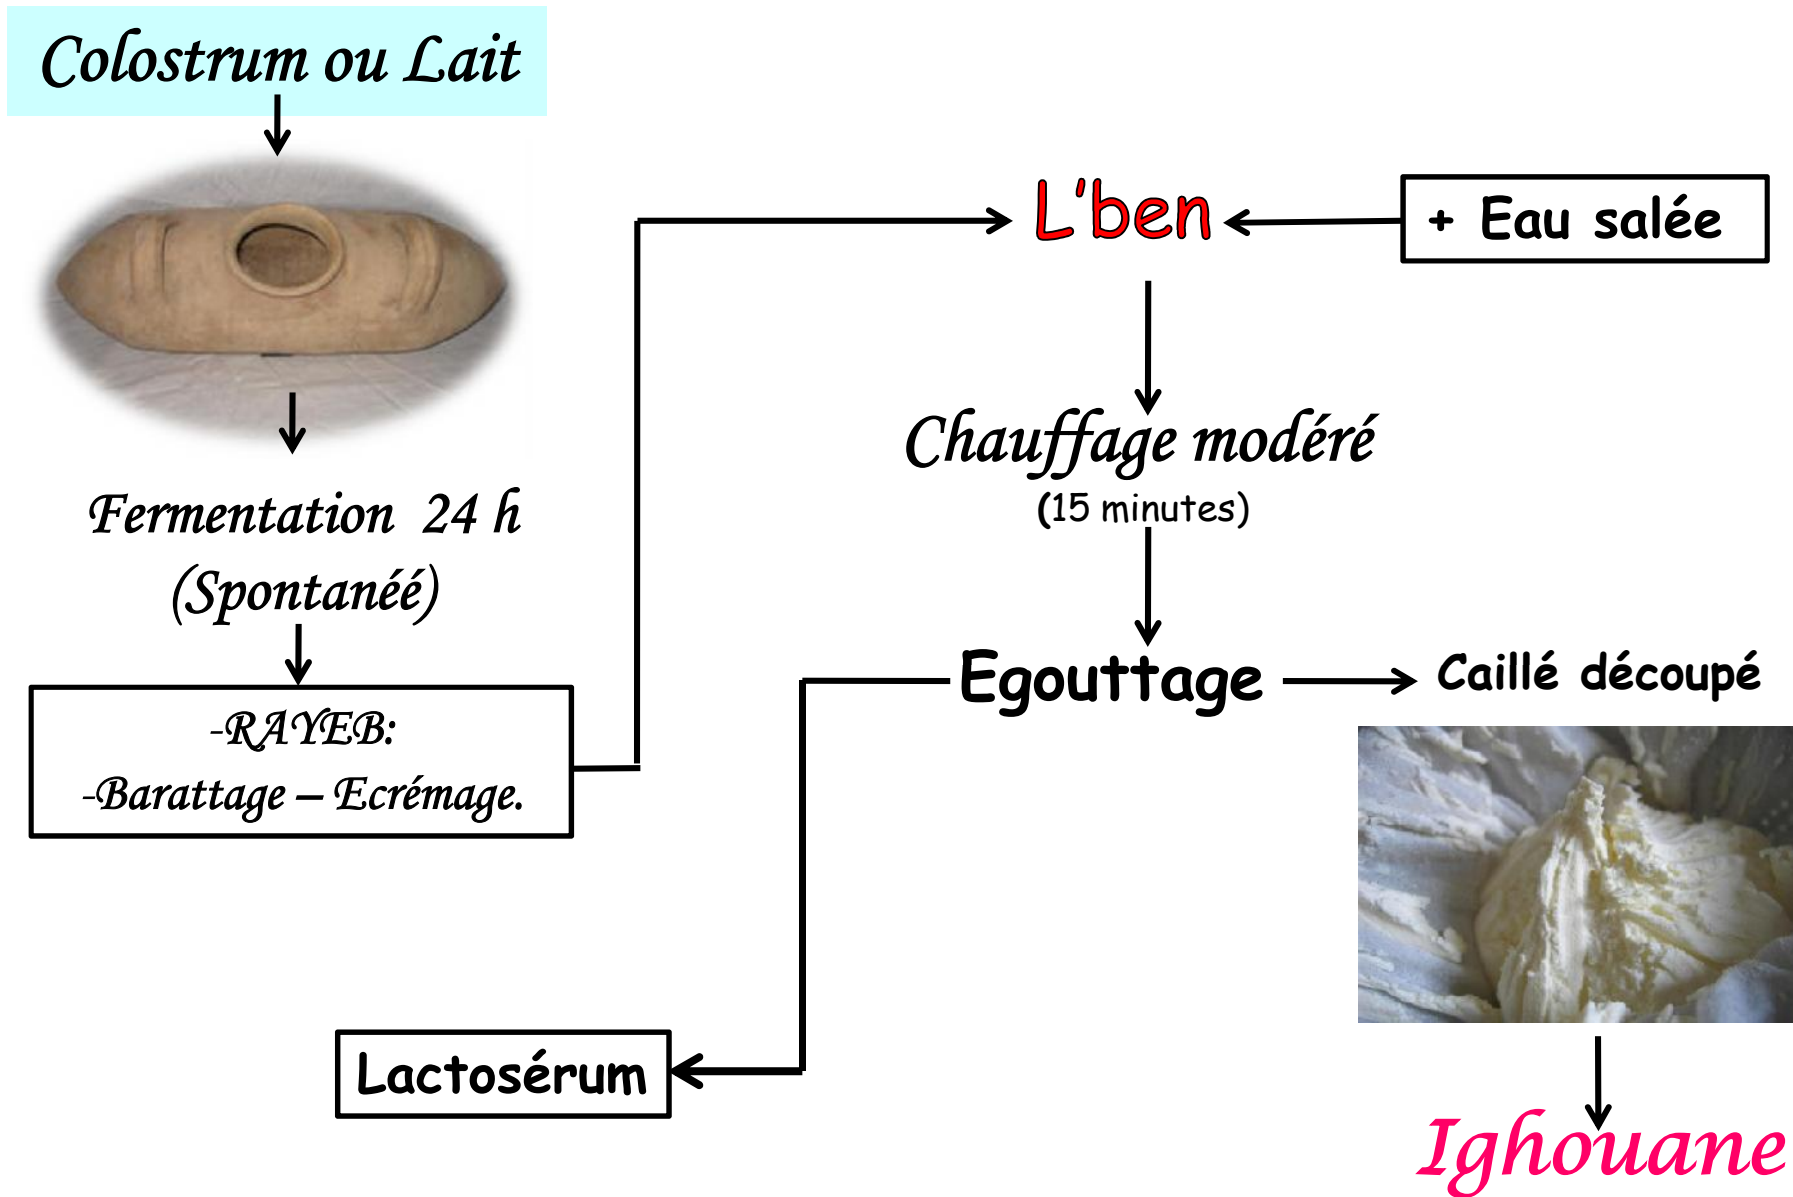 Colostrum ou Lait
Fermentation 24 h
(Spontanéé)
-RAYEB:
-Barattage – Ecrémage.
L'ben
+ Eau salée
Chauffage modéré
(15 minutes)
Egouttage
Caillé découpé
Lactosérum
Ighouane